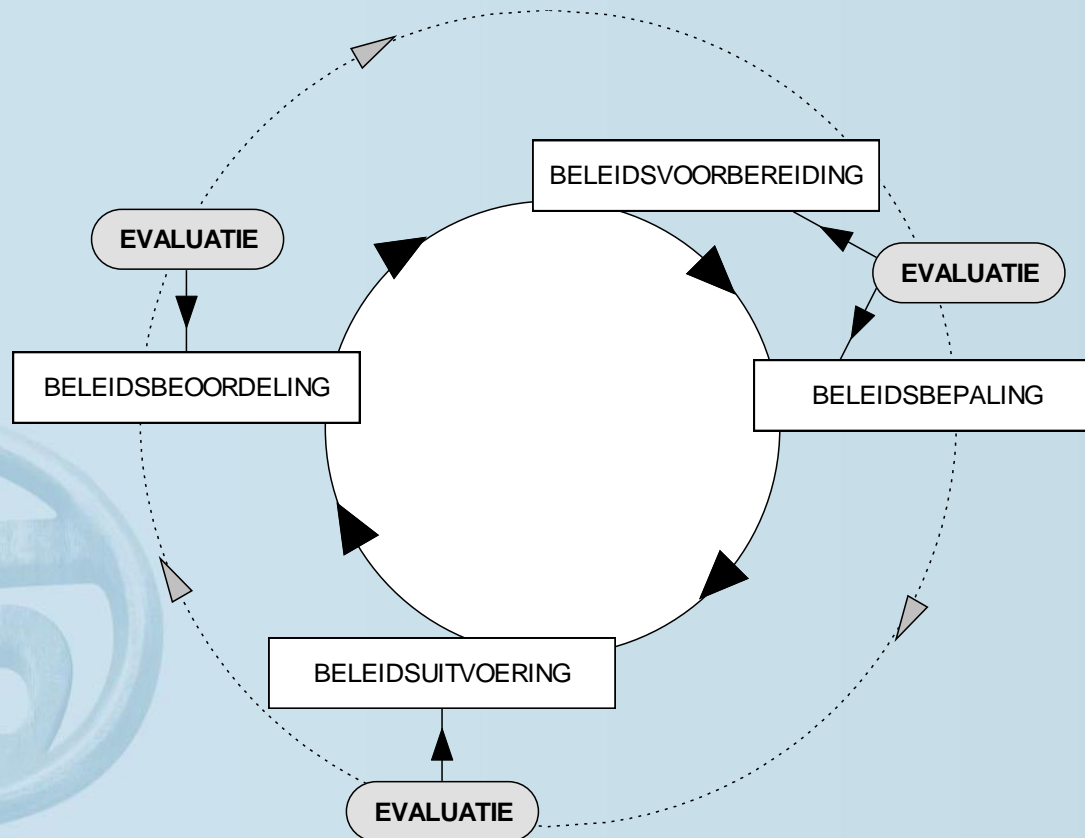 BELEIDSVOORBEREIDING
EVALUATIE
EVALUATIE
BELEIDSBEOORDELING
BELEIDSBEPALING
BELEIDSUITVOERING
EVALUATIE